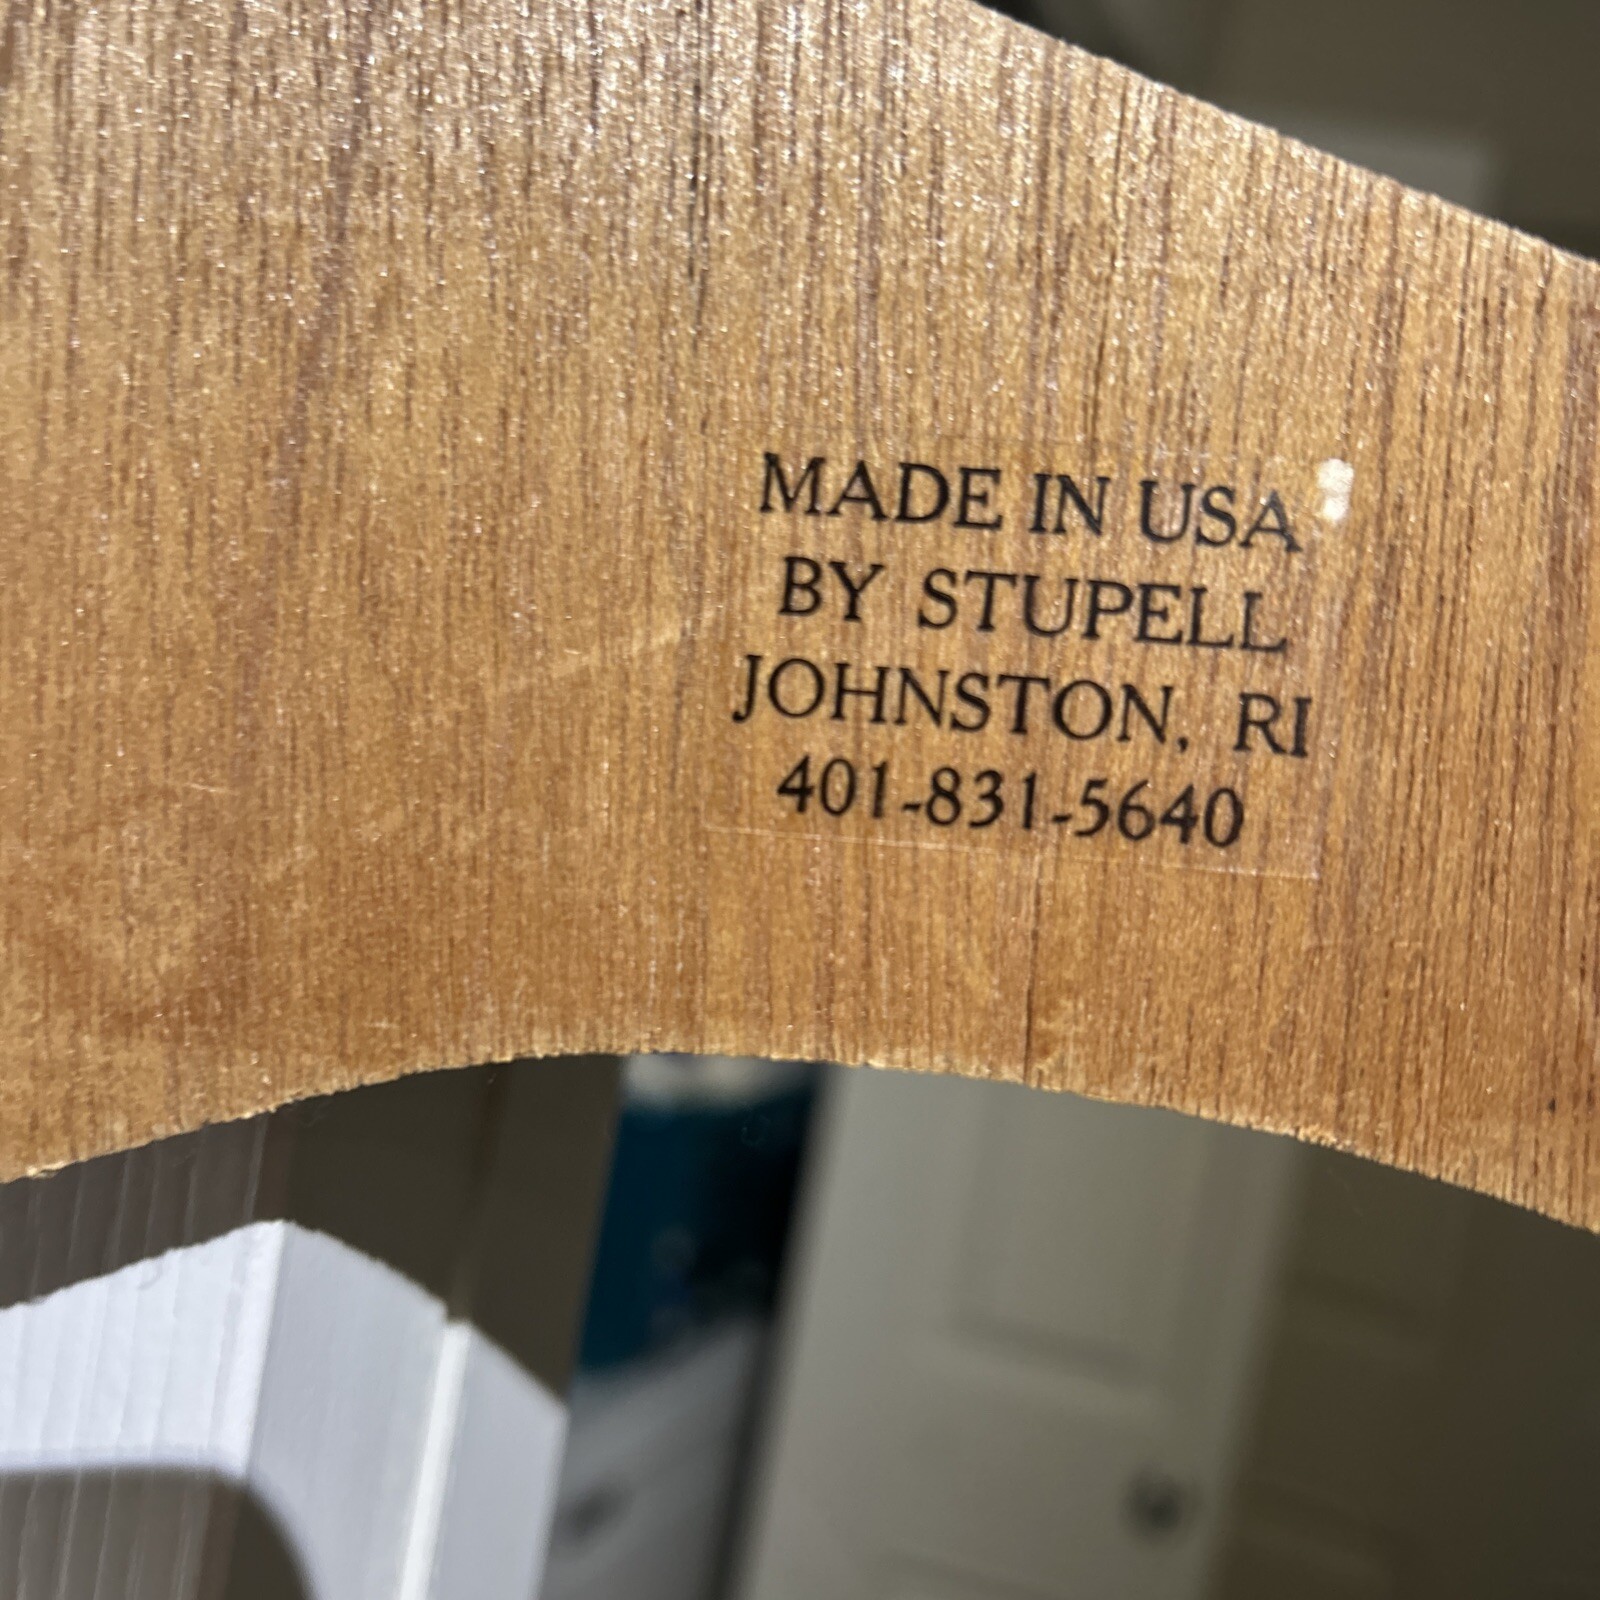 MADE IN USA
BY STUPELL
JOHNSTON, RI
401-831-5640